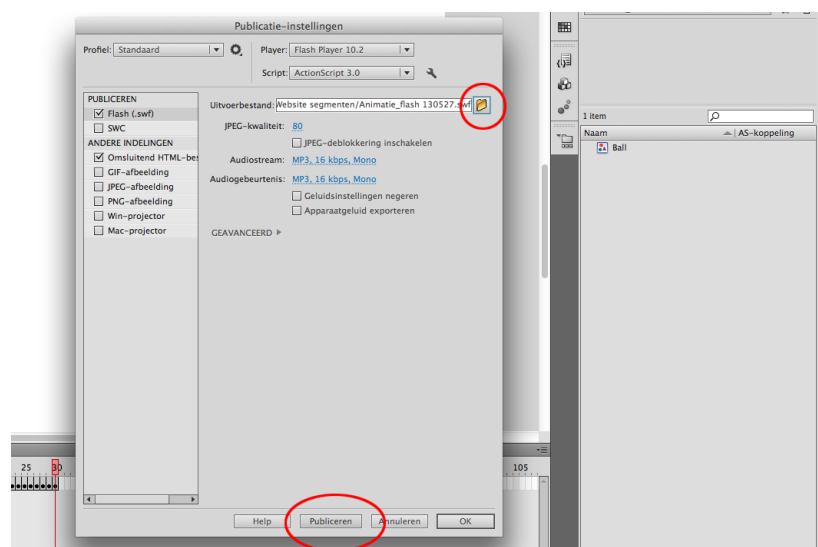 Publicatie-instellingen
Profiel: Standaard
Player: Flash Player 10.2
Script: ActionScript 3.0
PUBLICEREN
Flash (.swf)
SWC
ANDERE INDELINGEN
Omsluitend HTML-bes
GIF-afbeelding
JPEG-afbeelding
PNG-afbeelding
Win-projector
Mac-projector
Uitvoerbestand: Website segmenten/Animatie_flash 130527.swf
JPEG-kwaliteit: 80
JPEG-deblokkering inschakelen
Audiostream: MP3, 16 kbps, Mono
Audiogebeurtenis: MP3, 16 kbps, Mono
Geluidsinstellingen negeren
Apparaatgeluid exporteren
GEAVANCEERD
Help Publiceren Annuleren OK
1 item
Naam AS-koppeling
Ball
25 30 105